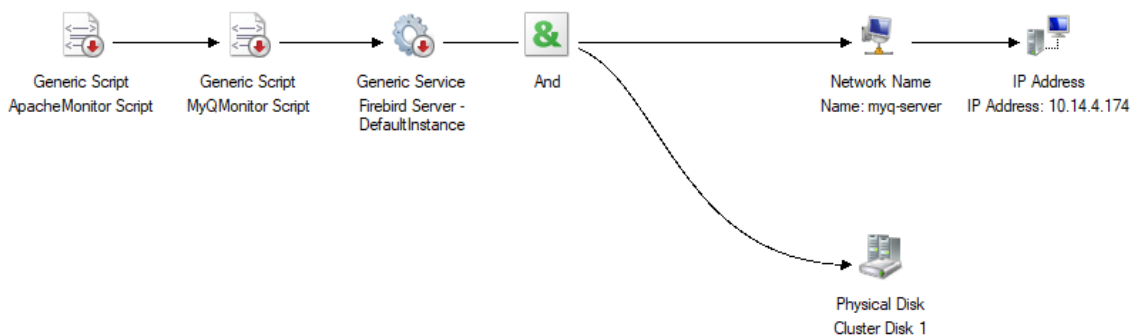 &
Generic Script
ApacheMonitor Script
Generic Script
MyQMonitor Script
Generic Service
Firebird Server -
DefaultInstance
And
Network Name
Name: myq-server
IP Address
IP Address: 10.14.4.174
Physical Disk
Cluster Disk 1